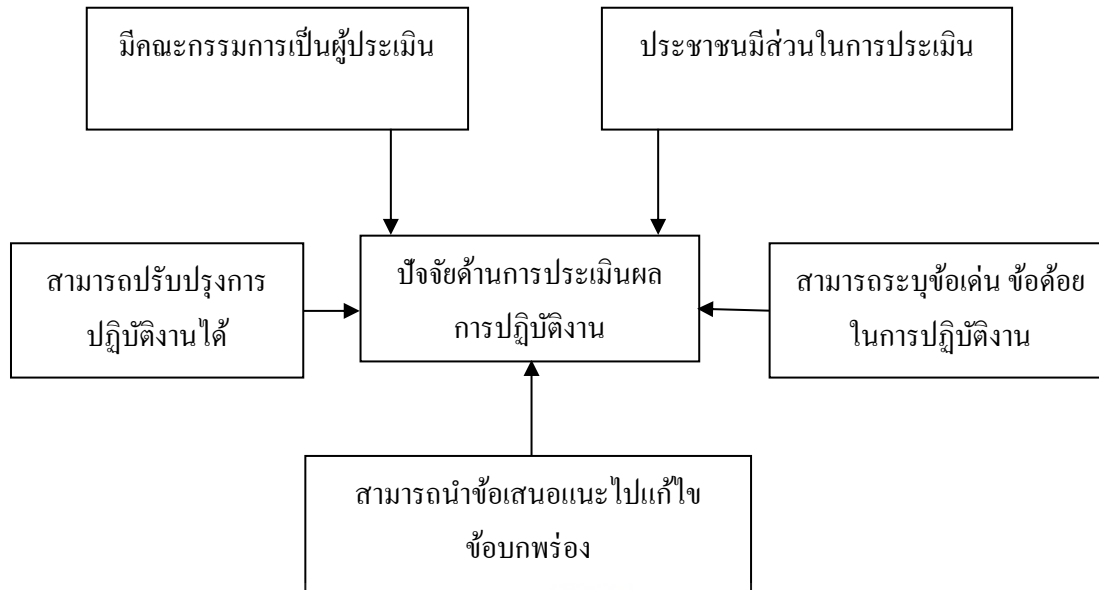 มีคณะกรรมการเป็นผู้ประเมิน
ประชาชนมีส่วนในการประเมิน
สามารถปรับปรุงการ
ปฏิบัติงานได้
ปัจจัยด้านการประเมินผล
การปฏิบัติงาน
สามารถระบุข้อเด่น ข้อด้อย
ในการปฏิบัติงาน
สามารถนำข้อเสนอแนะไปแก้ไข
ข้อบกพร่อง